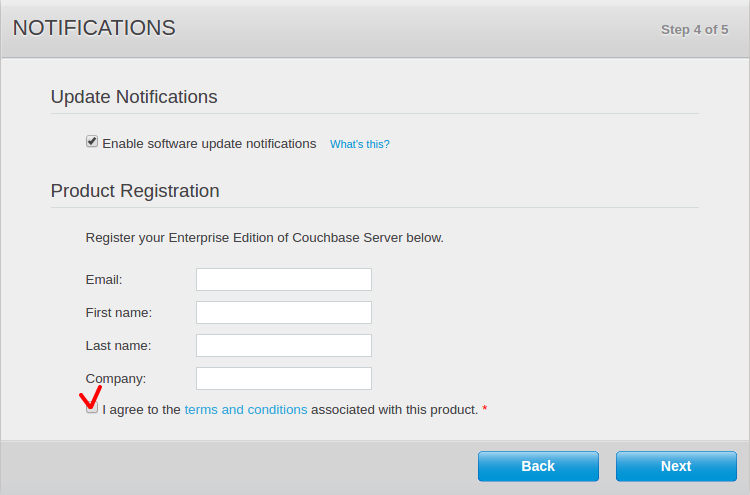 NOTIFICATIONS
Step 4 of 5
Update Notifications
Enable software update notifications What's this?
Product Registration
Register your Enterprise Edition of Couchbase Server below.
Email:
First name:
Last name:
Company:
I agree to the terms and conditions associated with this product. *
Back
Next